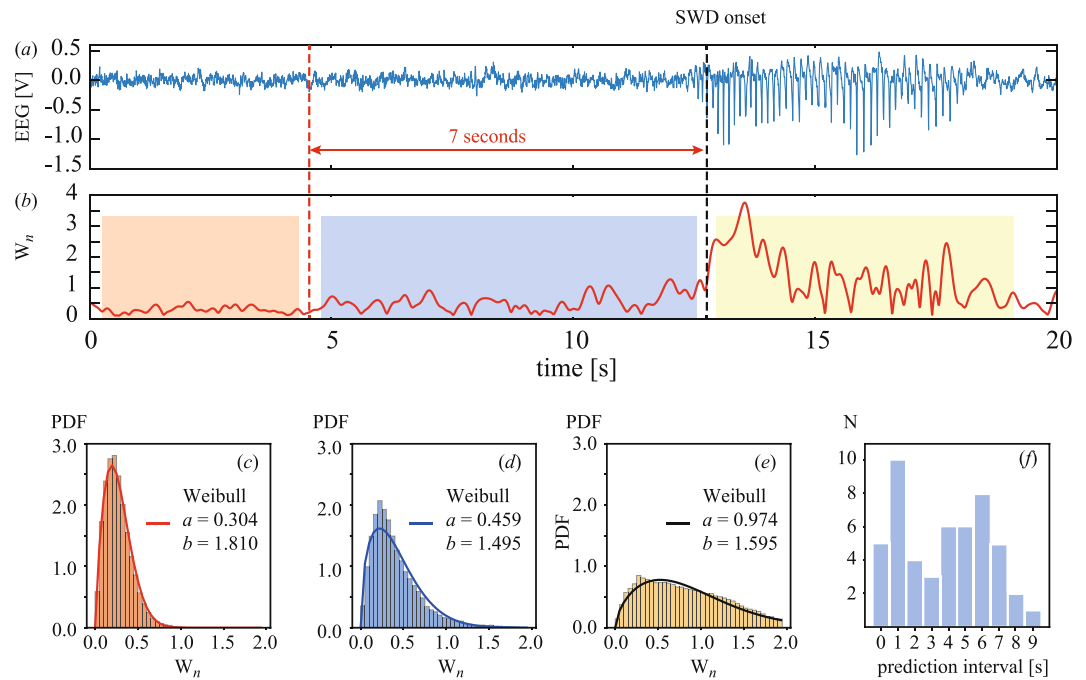 SWD onset
(a)
0.5
0.0
-0.5
-1.0
-1.5
EEG [V]
7 seconds
(b)
4
3
2
1
0
W_n
0 5 10 15 20
time [s]
PDF
3.0
2.0
1.0
0.0
(c)
Weibull
a = 0.304
b = 1.810
0.0 0.5 1.0 1.5 2.0
W_n
PDF
3.0
2.0
1.0
0.0
(d)
Weibull
a = 0.459
b = 1.495
0.0 0.5 1.0 1.5 2.0
W_n
PDF
3.0
2.0
1.0
0.0
PDF
(e)
Weibull
a = 0.974
b = 1.595
0.0 0.5 1.0 1.5 2.0
W_n
N
10
8
6
4
2
(f)
0 1 2 3 4 5 6 7 8 9
prediction interval [s]